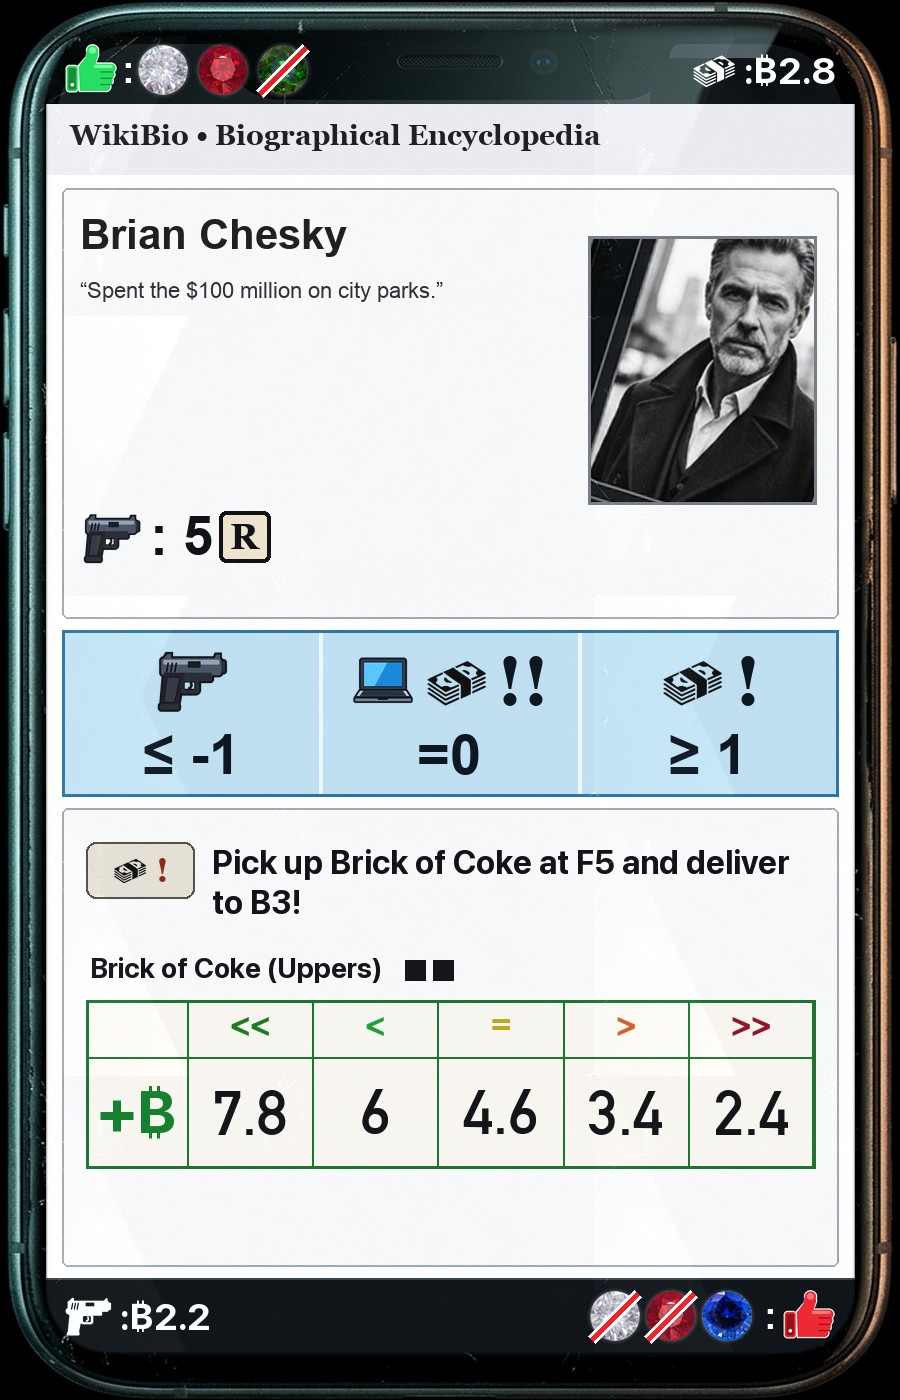 : :₿2.8
WikiBio • Biographical Encyclopedia
Brian Chesky
“Spent the $100 million on city parks.”
: 5 R
!! !
≤ -1 =0 ≥ 1
! Pick up Brick of Coke at F5 and deliver
to B3!
Brick of Coke (Uppers)
<< < = > >>
+₿ 7.8 6 4.6 3.4 2.4
:₿2.2 :